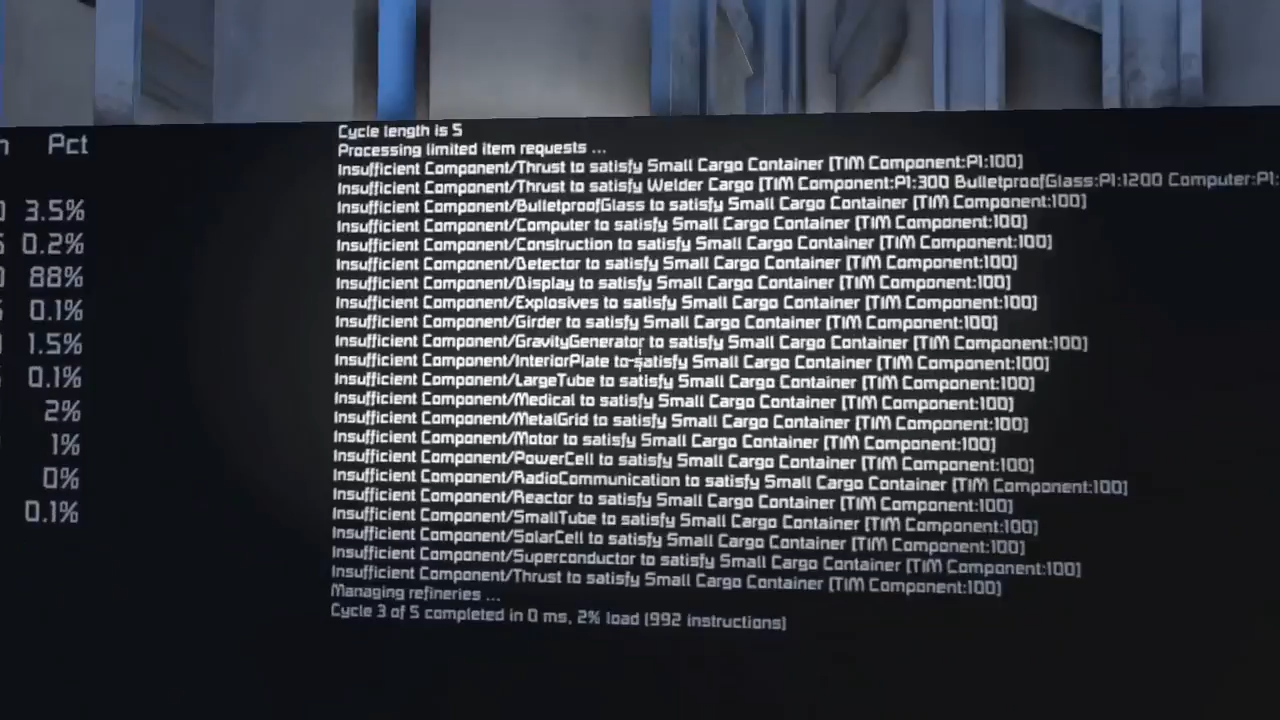 Pct
3.5%
0.2%
88%
0.1%
1.5%
0.1%
2%
1%
0%
0.1%
Cycle length is 5
Processing limited item requests ...
Insufficient Component/Thrust to satisfy Small Cargo Container [TIM Component:P1:100]
Insufficient Component/Thrust to satisfy Welder Cargo [TIM Component:P1:300 BulletproofGlass:P1:1200 Computer:P1:
Insufficient Component/BulletproofGlass to satisfy Small Cargo Container [TIM Component:100]
Insufficient Component/Computer to satisfy Small Cargo Container [TIM Component:100]
Insufficient Component/Construction to satisfy Small Cargo Container [TIM Component:100]
Insufficient Component/Detector to satisfy Small Cargo Container [TIM Component:100]
Insufficient Component/Display to satisfy Small Cargo Container [TIM Component:100]
Insufficient Component/Explosives to satisfy Small Cargo Container [TIM Component:100]
Insufficient Component/Girder to satisfy Small Cargo Container [TIM Component:100]
Insufficient Component/GravityGenerator to satisfy Small Cargo Container [TIM Component:100]
Insufficient Component/InteriorPlate to satisfy Small Cargo Container [TIM Component:100]
Insufficient Component/LargeTube to satisfy Small Cargo Container [TIM Component:100]
Insufficient Component/Medical to satisfy Small Cargo Container [TIM Component:100]
Insufficient Component/MetalGrid to satisfy Small Cargo Container [TIM Component:100]
Insufficient Component/Motor to satisfy Small Cargo Container [TIM Component:100]
Insufficient Component/PowerCell to satisfy Small Cargo Container [TIM Component:100]
Insufficient Component/RadioCommunication to satisfy Small Cargo Container [TIM Component:100]
Insufficient Component/Reactor to satisfy Small Cargo Container [TIM Component:100]
Insufficient Component/SmallTube to satisfy Small Cargo Container [TIM Component:100]
Insufficient Component/SolarCell to satisfy Small Cargo Container [TIM Component:100]
Insufficient Component/Superconductor to satisfy Small Cargo Container [TIM Component:100]
Insufficient Component/Thrust to satisfy Small Cargo Container [TIM Component:100]
Managing refineries ...
Cycle 3 of 5 completed in 0 ms, 2% load (992 instructions)